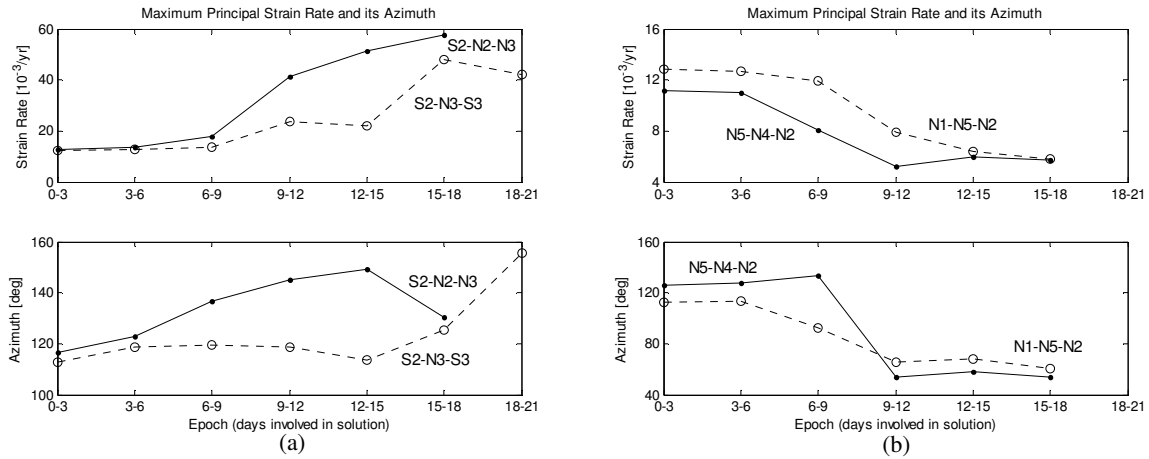 Maximum Principal Strain Rate and its Azimuth
Strain Rate [10⁻³/yr]
60
40
20
0
S2-N2-N3
S2-N3-S3
0-3 3-6 6-9 9-12 12-15 15-18 18-21
Azimuth [deg]
160
140
120
100
S2-N2-N3
S2-N3-S3
0-3 3-6 6-9 9-12 12-15 15-18 18-21
Epoch (days involved in solution)
(a)
Maximum Principal Strain Rate and its Azimuth
Strain Rate [10⁻³/yr]
16
12
8
4
N1-N5-N2
N5-N4-N2
0-3 3-6 6-9 9-12 12-15 15-18 18-21
Azimuth [deg]
160
120
80
40
N5-N4-N2
N1-N5-N2
0-3 3-6 6-9 9-12 12-15 15-18 18-21
Epoch (days involved in solution)
(b)